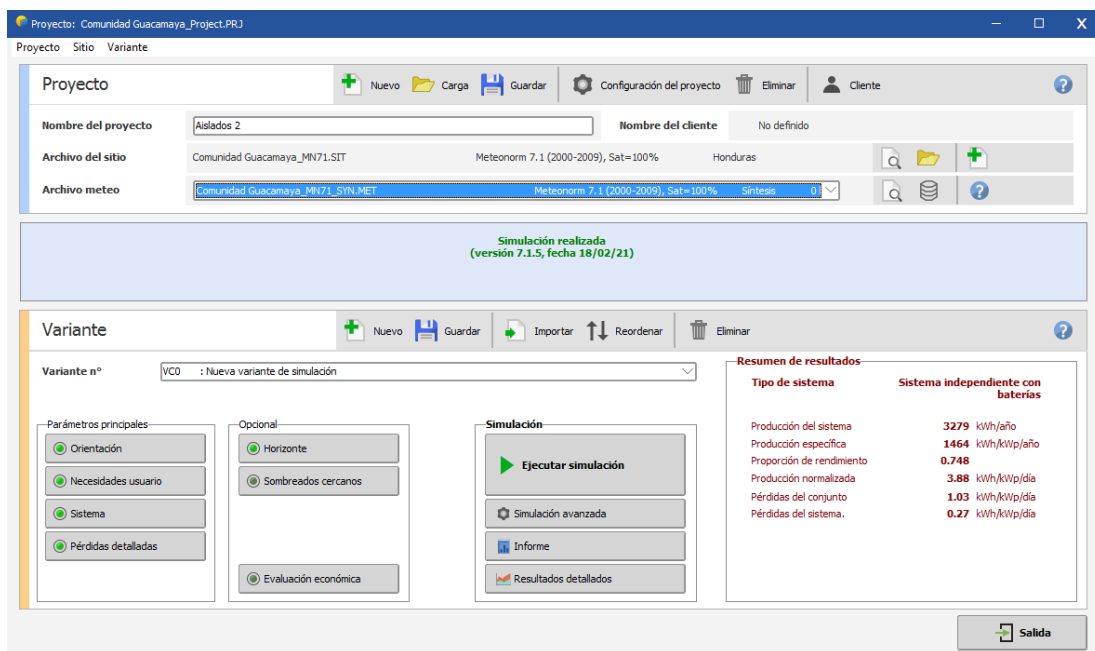 Proyecto: Comunidad Guacamaya_Project.PRJ
Proyecto Sitio Variante
Proyecto Nuevo Carga Guardar Configuración del proyecto Eliminar Cliente
Nombre del proyecto Aislados 2 Nombre del cliente No definido
Archivo del sitio Comunidad Guacamaya_MN71.SIT Meteonorm 7.1 (2000-2009), Sat=100% Honduras
Archivo meteo Comunidad Guacamaya_MN71_SYN.MET Meteonorm 7.1 (2000-2009), Sat=100% Síntesis 0
Simulación realizada
(versión 7.1.5, fecha 18/02/21)
Variante Nuevo Guardar Importar Reordenar Eliminar
Variante nº VC0 : Nueva variante de simulación
Parámetros principales
Orientación
Necesidades usuario
Sistema
Pérdidas detalladas
Opcional
Horizonte
Sombreados cercanos
Evaluación económica
Simulación
Ejecutar simulación
Simulación avanzada
Informe
Resultados detallados
Resumen de resultados
Tipo de sistema Sistema independiente con
baterías
Producción del sistema 3279 kWh/año
Producción específica 1464 kWh/kWp/año
Proporción de rendimiento 0.748
Producción normalizada 3.88 kWh/kWp/día
Pérdidas del conjunto 1.03 kWh/kWp/día
Pérdidas del sistema. 0.27 kWh/kWp/día
Salida